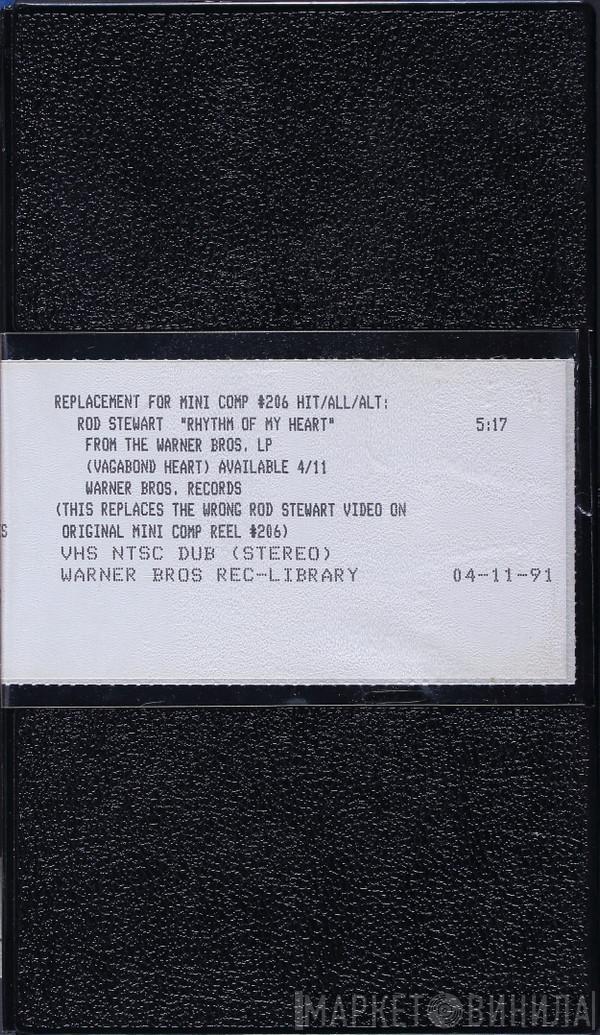 REPLACEMENT FOR MINI COMP #206 HIT/ALL/ALT:
ROD STEWART "RHYTHM OF MY HEART" 5:17
FROM THE WARNER BROS. LP
(VAGABOND HEART) AVAILABLE 4/11
WARNER BROS. RECORDS
(THIS REPLACES THE WRONG ROD STEWART VIDEO ON
S ORIGINAL MINI COMP REEL #206)
VHS NTSC DUB (STEREO)
WARNER BROS REC-LIBRARY 04-11-91
МАРКЕТ ВИНИЛА